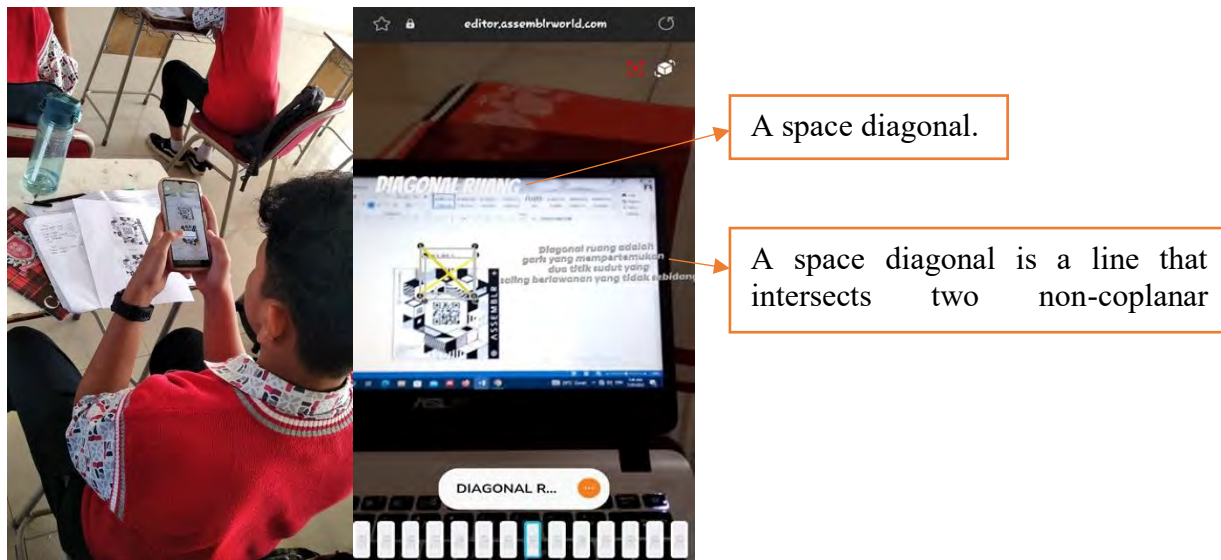 editor.assemblrworld.com
DIAGONAL RUANG
Diagonal ruang adalah
garis yang mempertemukan
dua titik sudut yang
saling berlawanan yang tidak sebidang
ASSEMBLR
ASUS
DIAGONAL R...
A space diagonal.
A space diagonal is a line that
intersects two non-coplanar